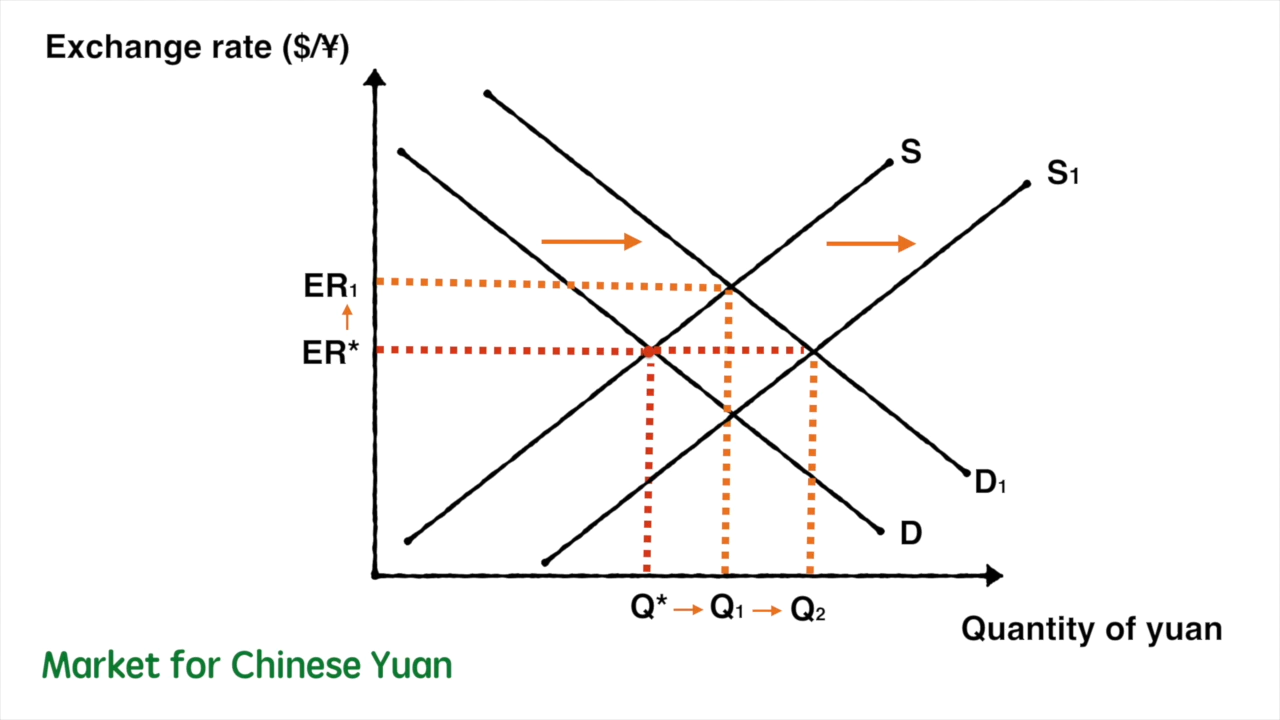 Exchange rate ($/¥)
S
S₁
ER₁
ER*
D₁
D
Q* → Q₁ → Q₂
Quantity of yuan
Market for Chinese Yuan